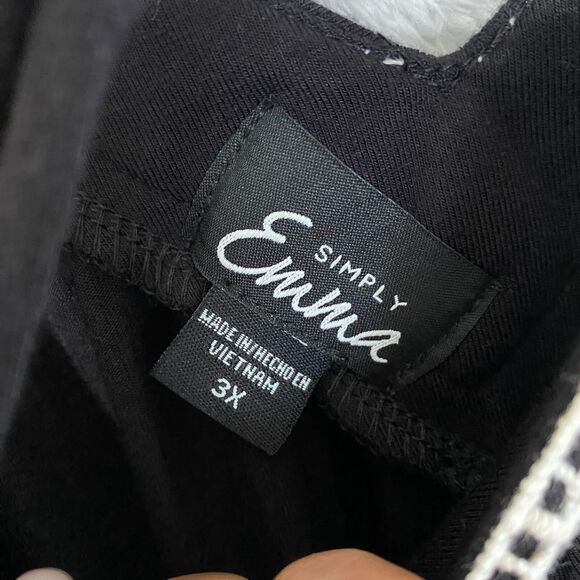 SIMPLY
Emma
MADE IN/HECHO EN
VIETNAM
3X